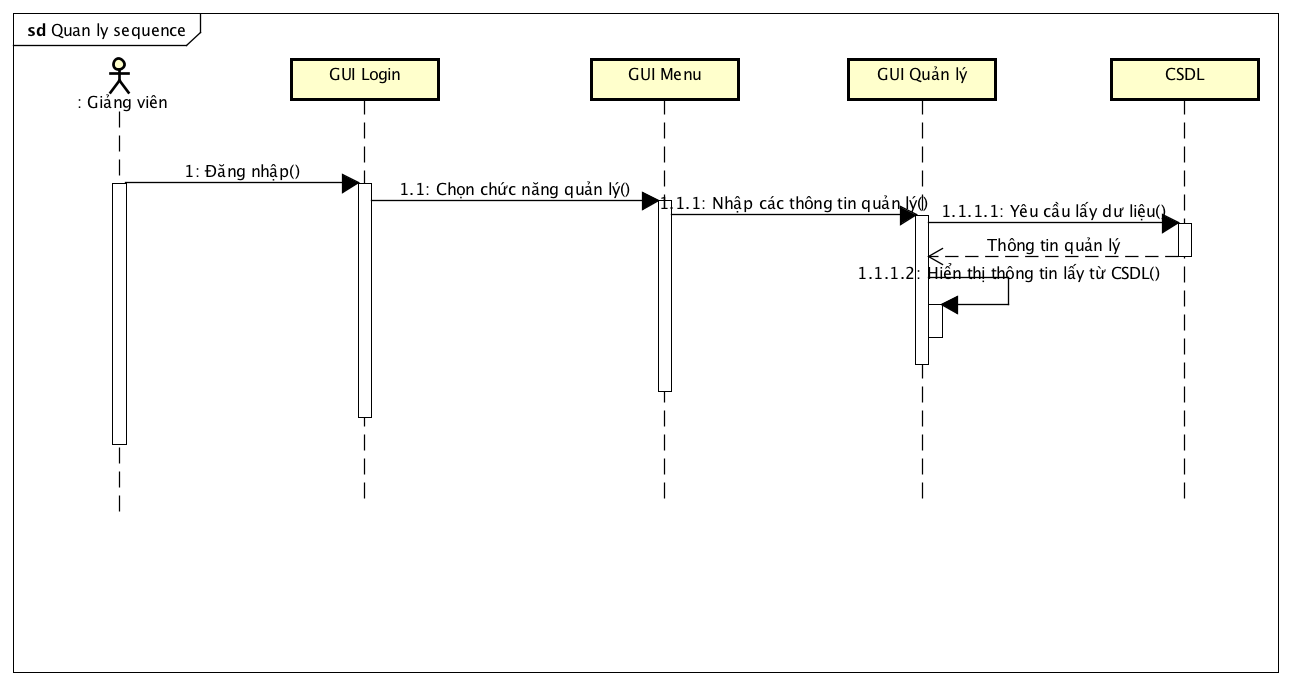 sd Quan ly sequence
: Giảng viên
GUI Login
GUI Menu
GUI Quản lý
CSDL
1: Đăng nhập()
1.1: Chọn chức năng quản lý()
1.1.1: Nhập các thông tin quản lý()
1.1.1.1: Yêu cầu lấy dư liệu()
Thông tin quản lý
1.1.1.2: Hiển thị thông tin lấy từ CSDL()